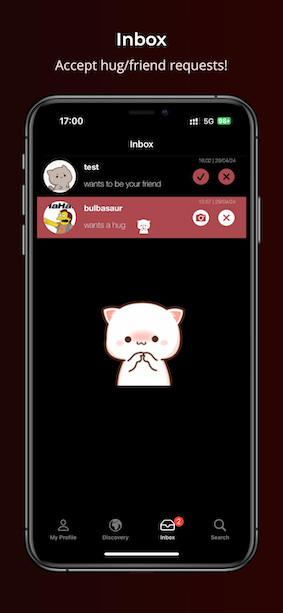 Inbox
Accept hug/friend requests!
17:00
5G 98+
Inbox
16:02 | 29/04/24
test
wants to be your friend
HaHa
15:57 | 29/04/24
bulbasaur
wants a hug
2
My Profile
Discovery
Inbox
Search